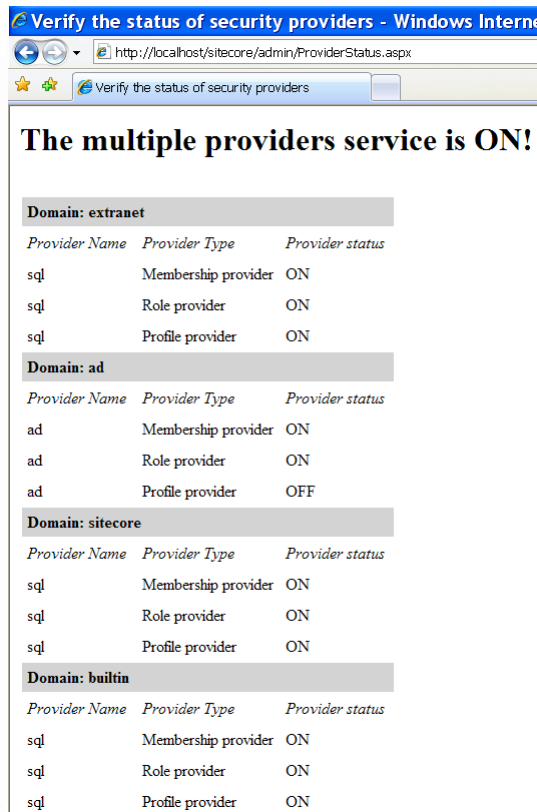 Verify the status of security providers - Windows Interne
http://localhost/sitecore/admin/ProviderStatus.aspx
Verify the status of security providers
The multiple providers service is ON!
Domain: extranet
Provider Name Provider Type Provider status
sql Membership provider ON
sql Role provider ON
sql Profile provider ON
Domain: ad
Provider Name Provider Type Provider status
ad Membership provider ON
ad Role provider ON
ad Profile provider OFF
Domain: sitecore
Provider Name Provider Type Provider status
sql Membership provider ON
sql Role provider ON
sql Profile provider ON
Domain: builtin
Provider Name Provider Type Provider status
sql Membership provider ON
sql Role provider ON
sql Profile provider ON